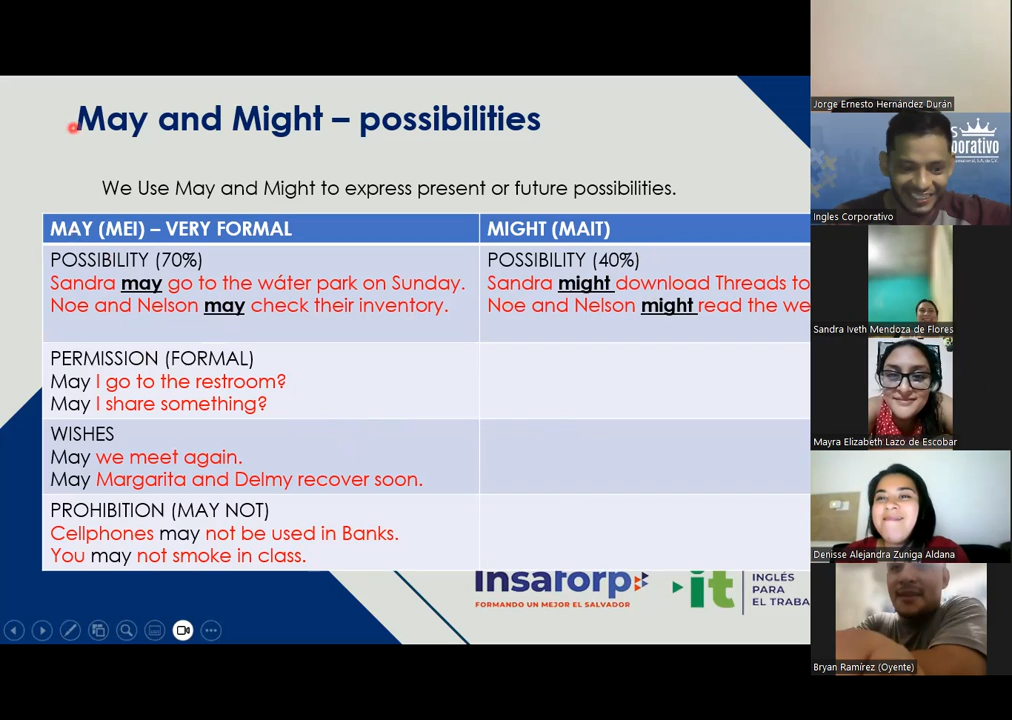 May and Might – possibilities
We Use May and Might to express present or future possibilities.
MAY (MEI) – VERY FORMAL
MIGHT (MAIT)
POSSIBILITY (70%)
Sandra may go to the wáter park on Sunday.
Noe and Nelson may check their inventory.
POSSIBILITY (40%)
Sandra might download Threads to
Noe and Nelson might read the we
PERMISSION (FORMAL)
May I go to the restroom?
May I share something?
WISHES
May we meet again.
May Margarita and Delmy recover soon.
PROHIBITION (MAY NOT)
Cellphones may not be used in Banks.
You may not smoke in class.
Insaforp
FORMANDO UN MEJOR EL SALVADOR
it
INGLÉS
PARA
EL TRABA
Jorge Ernesto Hernández Durán
s
porativo
Ingles Corporativo
Sandra Iveth Mendoza de Flores
Mayra Elizabeth Lazo de Escobar
Denisse Alejandra Zuniga Aldana
Bryan Ramírez (Oyente)